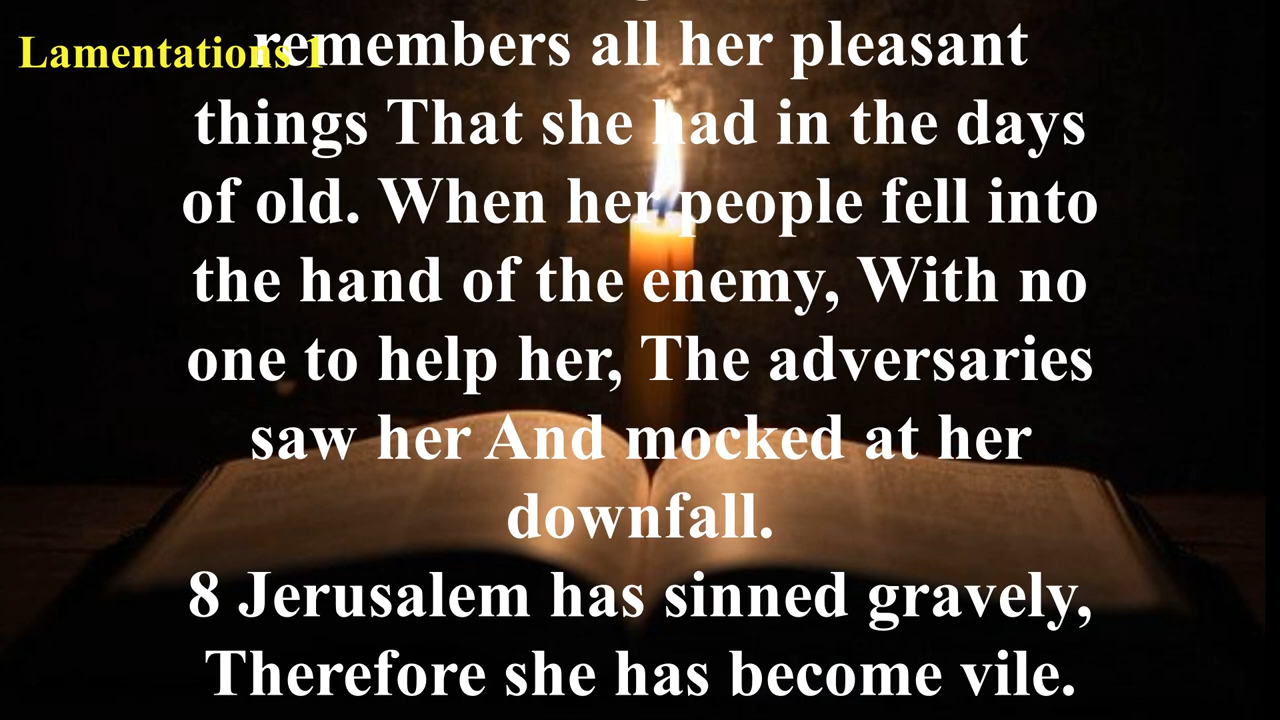 Lamentations 1
remembers all her pleasant
things That she had in the days
of old. When her people fell into
the hand of the enemy, With no
one to help her, The adversaries
saw her And mocked at her
downfall.
8 Jerusalem has sinned gravely,
Therefore she has become vile.